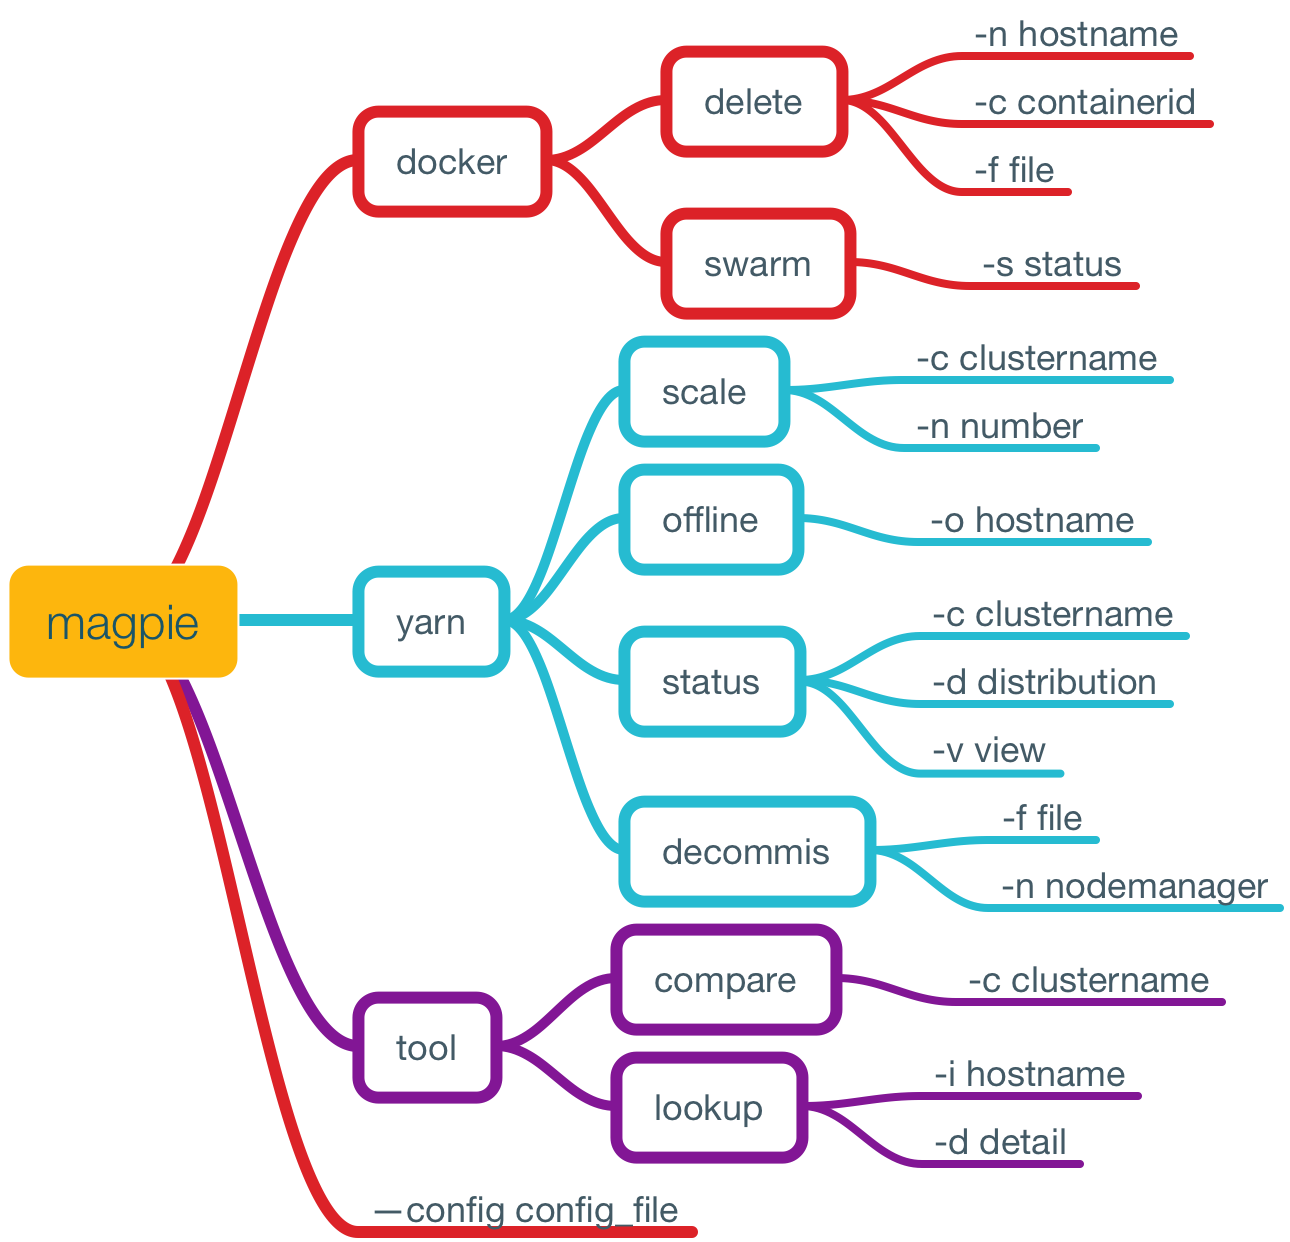 magpie
docker
delete
-n hostname
-c containerid
-f file
swarm
-s status
yarn
scale
-c clustername
-n number
offline
-o hostname
status
-c clustername
-d distribution
-v view
decommis
-f file
-n nodemanager
tool
compare
-c clustername
lookup
-i hostname
-d detail
—config config_file